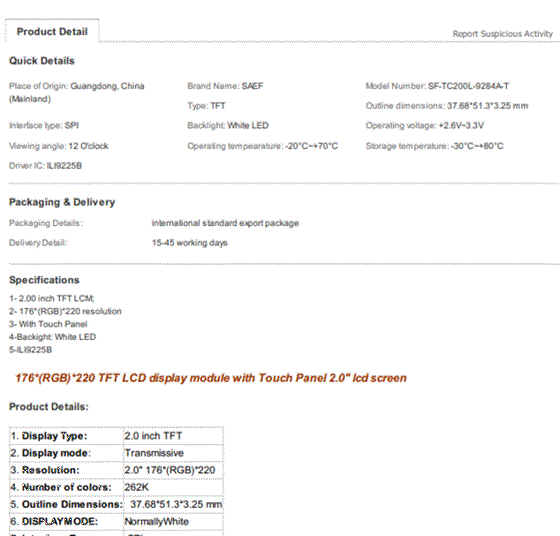 Product Detail
Report Suspicious Activity
Quick Details
Place of Origin: Guangdong, China (Mainland)
Brand Name: SAEF
Model Number: SF-TC200L-9284A-T
Type: TFT
Outline dimensions: 37.68*51.3*3.25 mm
Interface type: SPI
Backlight: White LED
Operating voltage: +2.6V~3.3V
Viewing angle: 12 O'clock
Operating tempearature: -20°C~+70°C
Storage temperature: -30°C~+80°C
Driver IC: ILI9225B
Packaging & Delivery
Packaging Details: international standard export package
Delivery Detail: 15-45 working days
Specifications
1- 2.00 inch TFT LCM;
2- 176*(RGB)*220 resolution
3- With Touch Panel
4-Backight: White LED
5-ILI9225B
176*(RGB)*220 TFT LCD display module with Touch Panel 2.0" lcd screen
Product Details:
1. Display Type: 2.0 inch TFT
2. Display mode: Transmissive
3. Resolution: 2.0" 176*(RGB)*220
4. Number of colors: 262K
5. Outline Dimensions: 37.68*51.3*3.25 mm
6. DISPLAYMODE: NormallyWhite